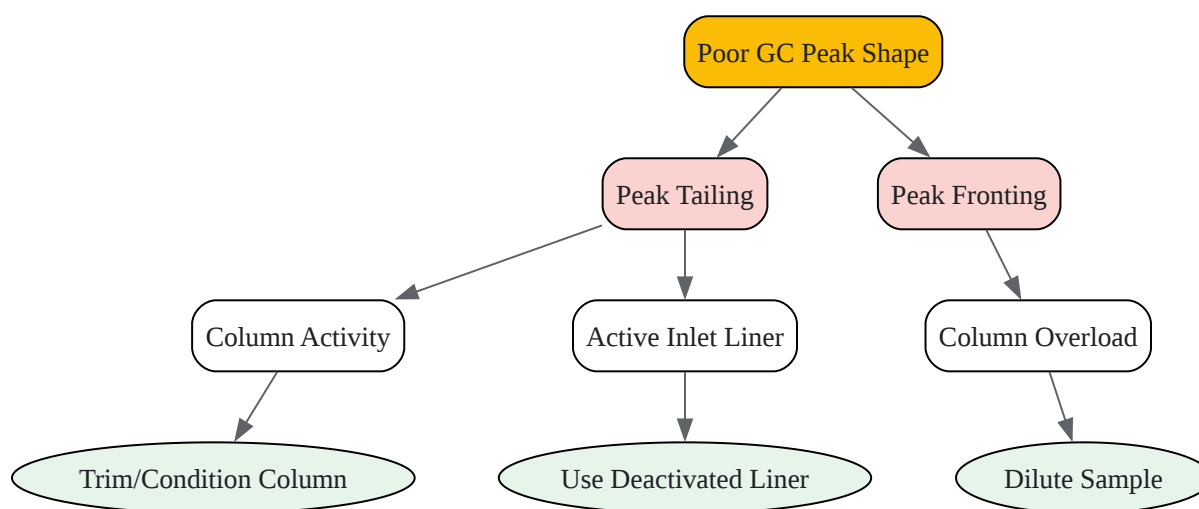 Poor GC Peak Shape
Peak Tailing
Peak Fronting
Column Activity
Active Inlet Liner
Column Overload
Trim/Condition Column
Use Deactivated Liner
Dilute Sample